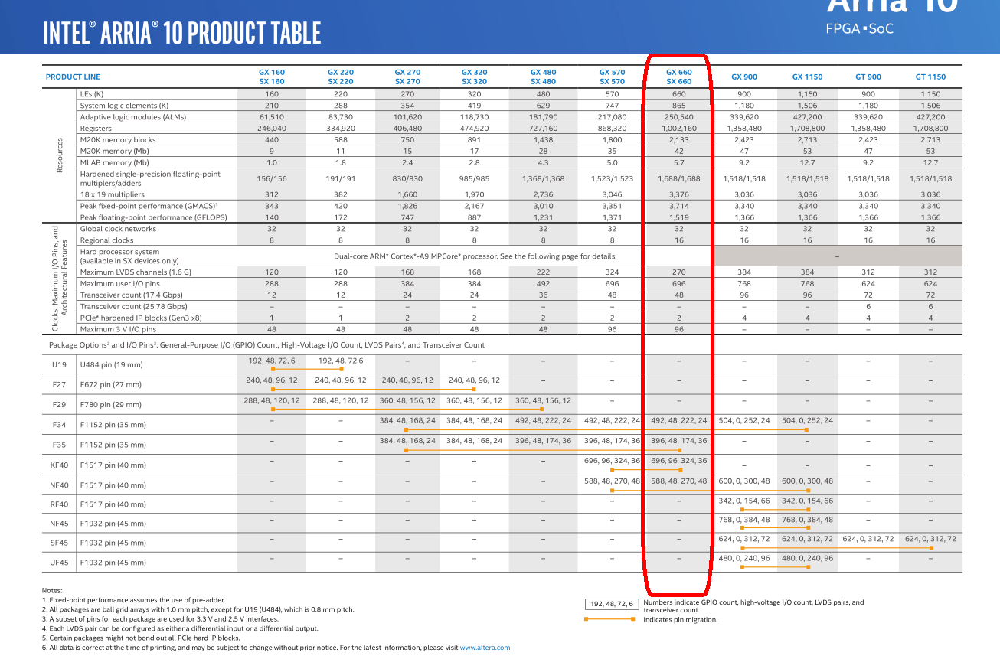 Arria 10
INTEL® ARRIA® 10 PRODUCT TABLE
FPGA ▪ SoC
PRODUCT LINE GX 160 GX 220 GX 270 GX 320 GX 480 GX 570 GX 660 GX 900 GX 1150 GT 900 GT 1150
SX 160 SX 220 SX 270 SX 320 SX 480 SX 570 SX 660
Resources
LEs (K) 160 220 270 320 480 570 660 900 1,150 900 1,150
System logic elements (K) 210 288 354 419 629 747 865 1,180 1,506 1,180 1,506
Adaptive logic modules (ALMs) 61,510 83,730 101,620 118,730 181,790 217,080 250,540 339,620 427,200 339,620 427,200
Registers 246,040 334,920 406,480 474,920 727,160 868,320 1,002,160 1,358,480 1,708,800 1,358,480 1,708,800
M20K memory blocks 440 588 750 891 1,438 1,800 2,133 2,423 2,713 2,423 2,713
M20K memory (Mb) 9 11 15 17 28 35 42 47 53 47 53
MLAB memory (Mb) 1.0 1.8 2.4 2.8 4.3 5.0 5.7 9.2 12.7 9.2 12.7
Hardened single-precision floating-point
multiplers/adders 156/156 191/191 830/830 985/985 1,368/1,368 1,523/1,523 1,688/1,688 1,518/1,518 1,518/1,518 1,518/1,518 1,518/1,518
18 x 19 multipliers 312 382 1,660 1,970 2,736 3,046 3,376 3,036 3,036 3,036 3,036
Peak fixed-point performance (GMACS)1 343 420 1,826 2,167 3,010 3,351 3,714 3,340 3,340 3,340 3,340
Peak floating-point performance (GFLOPS) 140 172 747 887 1,231 1,371 1,519 1,366 1,366 1,366 1,366
Clocks, Maximum I/O Pins, and
Architectural Features
Global clock networks 32 32 32 32 32 32 32 32 32 32 32
Regional clocks 8 8 8 8 8 8 16 16 16 16 16
Hard processor system
(available in SX devices only) Dual-core ARM* Cortex*-A9 MPCore* processor. See the following page for details. –
Maximum LVDS channels (1.6 G) 120 120 168 168 222 324 270 384 384 312 312
Maximum user I/O pins 288 288 384 384 492 696 696 768 768 624 624
Transceiver count (17.4 Gbps) 12 12 24 24 36 48 48 96 96 72 72
Transceiver count (25.78 Gbps) – – – – – – – – – 6 6
PCIe* hardened IP blocks (Gen3 x8) 1 1 2 2 2 2 2 4 4 4 4
Maximum 3 V I/O pins 48 48 48 48 48 96 96 – – – –
Package Options2 and I/O Pins3: General-Purpose I/O (GPIO) Count, High-Voltage I/O Count, LVDS Pairs4, and Transceiver Count
U19 U484 pin (19 mm) 192, 48, 72, 6 192, 48, 72,6 – – – – – – – – –
F27 F672 pin (27 mm) 240, 48, 96, 12 240, 48, 96, 12 240, 48, 96, 12 240, 48, 96, 12 – – – – – – –
F29 F780 pin (29 mm) 288, 48, 120, 12 288, 48, 120, 12 360, 48, 156, 12 360, 48, 156, 12 360, 48, 156, 12 – – – – – –
F34 F1152 pin (35 mm) – – 384, 48, 168, 24 384, 48, 168, 24 492, 48, 222, 24 492, 48, 222, 24 492, 48, 222, 24 504, 0, 252, 24 504, 0, 252, 24 – –
F35 F1152 pin (35 mm) – – 384, 48, 168, 24 384, 48, 168, 24 396, 48, 174, 36 396, 48, 174, 36 396, 48, 174, 36 – – – –
KF40 F1517 pin (40 mm) – – – – – 696, 96, 324, 36 696, 96, 324, 36 – – – –
NF40 F1517 pin (40 mm) – – – – – 588, 48, 270, 48 588, 48, 270, 48 600, 0, 300, 48 600, 0, 300, 48 – –
RF40 F1517 pin (40 mm) – – – – – – – 342, 0, 154, 66 342, 0, 154, 66 – –
NF45 F1932 pin (45 mm) – – – – – – – 768, 0, 384, 48 768, 0, 384, 48 – –
SF45 F1932 pin (45 mm) – – – – – – – 624, 0, 312, 72 624, 0, 312, 72 624, 0, 312, 72 624, 0, 312, 72
UF45 F1932 pin (45 mm) – – – – – – – 480, 0, 240, 96 480, 0, 240, 96 – –
Notes:
1. Fixed-point performance assumes the use of pre-adder.
2. All packages are ball grid arrays with 1.0 mm pitch, except for U19 (U484), which is 0.8 mm pitch.
3. A subset of pins for each package are used for 3.3 V and 2.5 V interfaces.
4. Each LVDS pair can be configured as either a differential input or a differential output.
5. Certain packages might not bond out all PCIe hard IP blocks.
6. All data is correct at the time of printing, and may be subject to change without prior notice. For the latest information, please visit www.altera.com.
192, 48, 72, 6 Numbers indicate GPIO count, high-voltage I/O count, LVDS pairs, and
transceiver count.
Indicates pin migration.